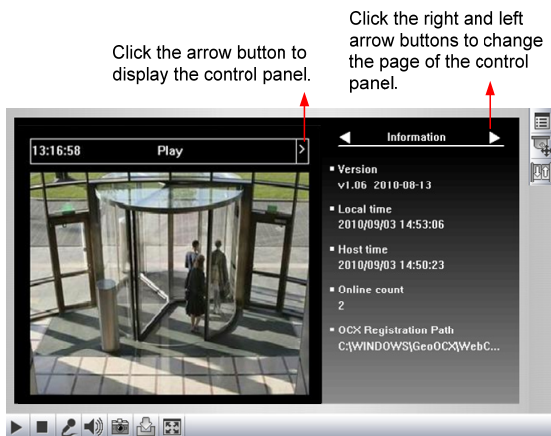 Click the right and left
arrow buttons to change
the page of the control
panel.
Click the arrow button to
display the control panel.
13:16:58 Play >
Information
Version
v1.06 2010-08-13
Local time
2010/09/03 14:53:06
Host time
2010/09/03 14:50:23
Online count
2
OCX Registration Path
C:\WINDOWS\GeoOCX\WebC...